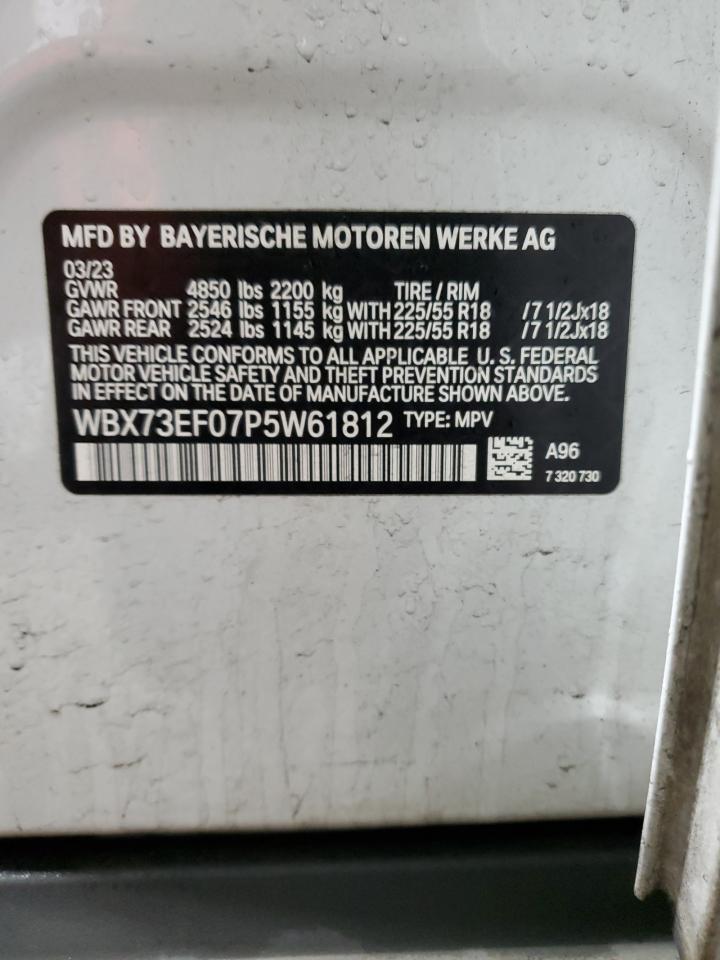 MFD BY BAYERISCHE MOTOREN WERKE AG
03/23
GVWR 4850 lbs 2200 kg TIRE / RIM
GAWR FRONT 2546 lbs 1155 kg WITH 225/55 R18 /7 1/2Jx18
GAWR REAR 2524 lbs 1145 kg WITH 225/55 R18 /7 1/2Jx18
THIS VEHICLE CONFORMS TO ALL APPLICABLE U. S. FEDERAL
MOTOR VEHICLE SAFETY AND THEFT PREVENTION STANDARDS
IN EFFECT ON THE DATE OF MANUFACTURE SHOWN ABOVE.
WBX73EF07P5W61812 TYPE: MPV
A96
7 320 730